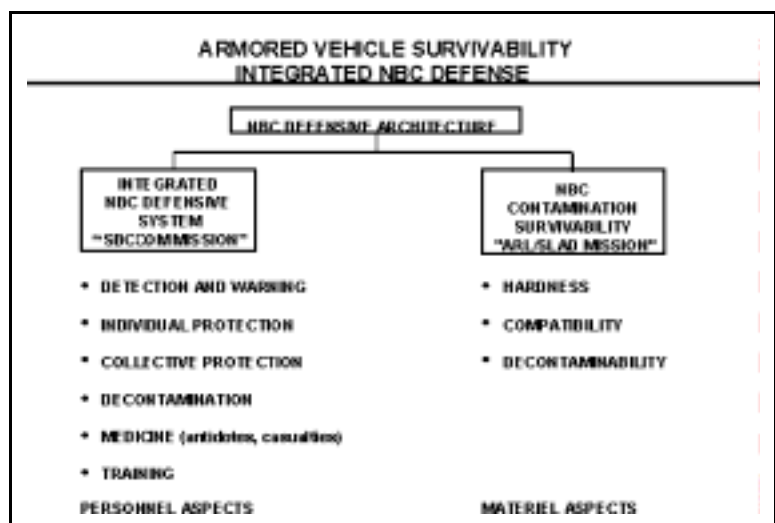 ARMORED VEHICLE SURVIVABILITY
INTEGRATED NBC DEFENSE
NBC DEFENSIVE ARCHITECTURE
INTEGRATED
NBC DEFENSIVE
SYSTEM
"SBCCOMMISSION"
• DETECTION AND WARNING
• INDIVIDUAL PROTECTION
• COLLECTIVE PROTECTION
• DECONTAMINATION
• MEDICINE (antidotes, casualties)
• TRAINING
PERSONNEL ASPECTS
NBC
CONTAMINATION
SURVIVABILITY
"ARL/SLAD MISSION"
• HARDNESS
• COMPATIBILITY
• DECONTAMINABILITY
MATERIEL ASPECTS